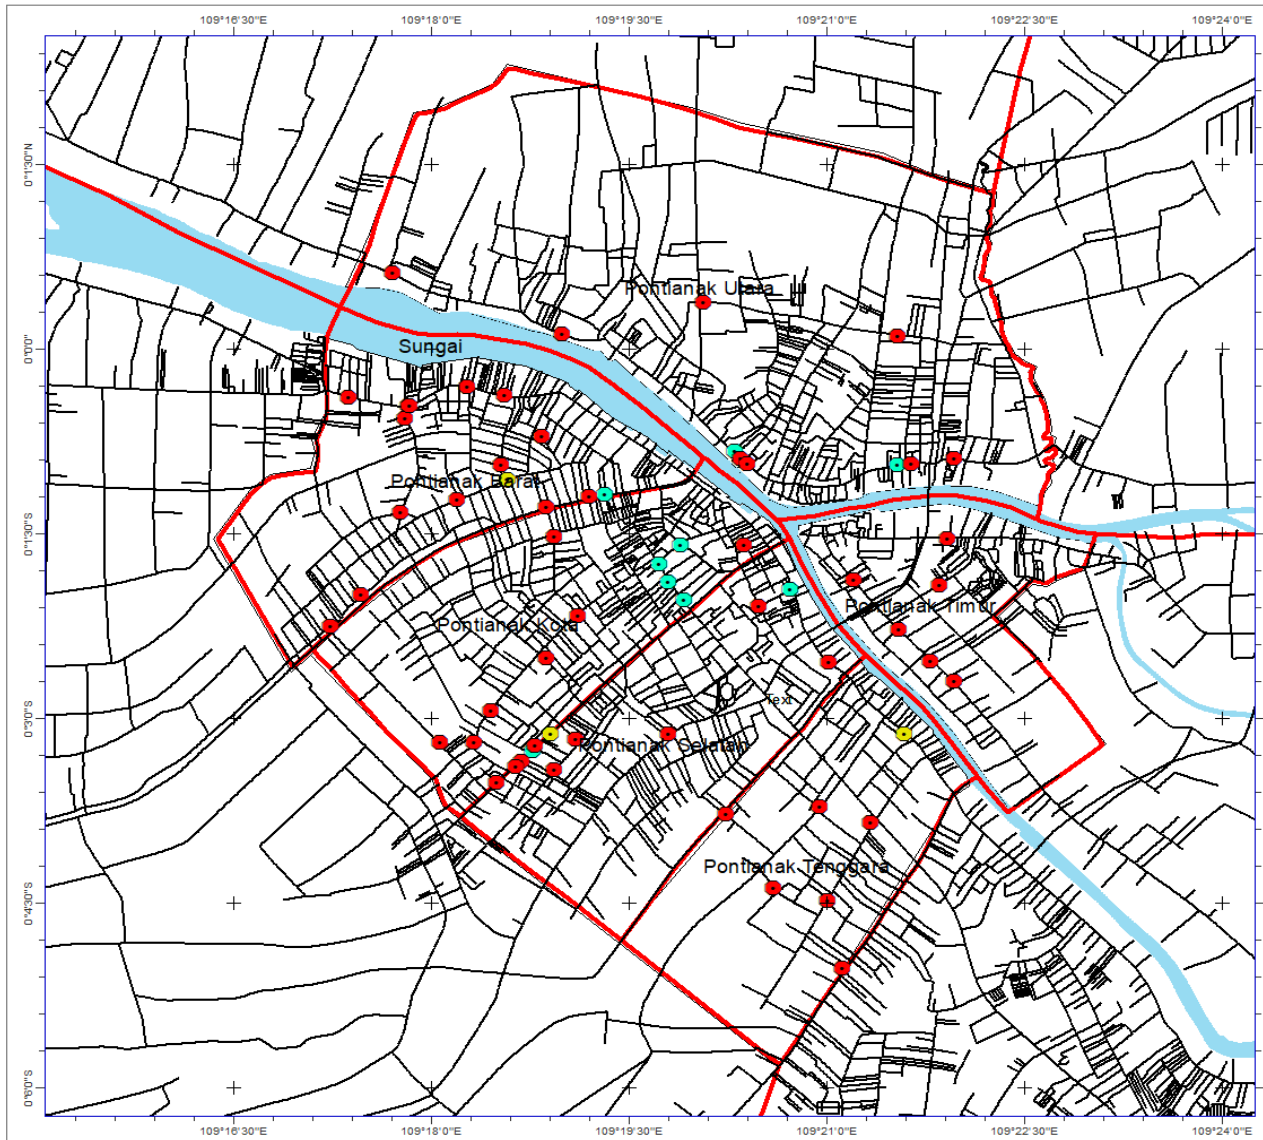 109°16'30"E 109°18'0"E 109°19'30"E 109°21'0"E 109°22'30"E 109°24'0"E
0°1'30"N
Pontianak Utara
0°0'0"
Sungai
Pontianak Barat
0°1'30"S
Pontianak Timur
Pontianak Kota
Text
0°3'0"S
Pontianak Selatan
Pontianak Tenggara
0°4'30"S
0°6'0"S
109°16'30"E 109°18'0"E 109°19'30"E 109°21'0"E 109°22'30"E 109°24'0"E